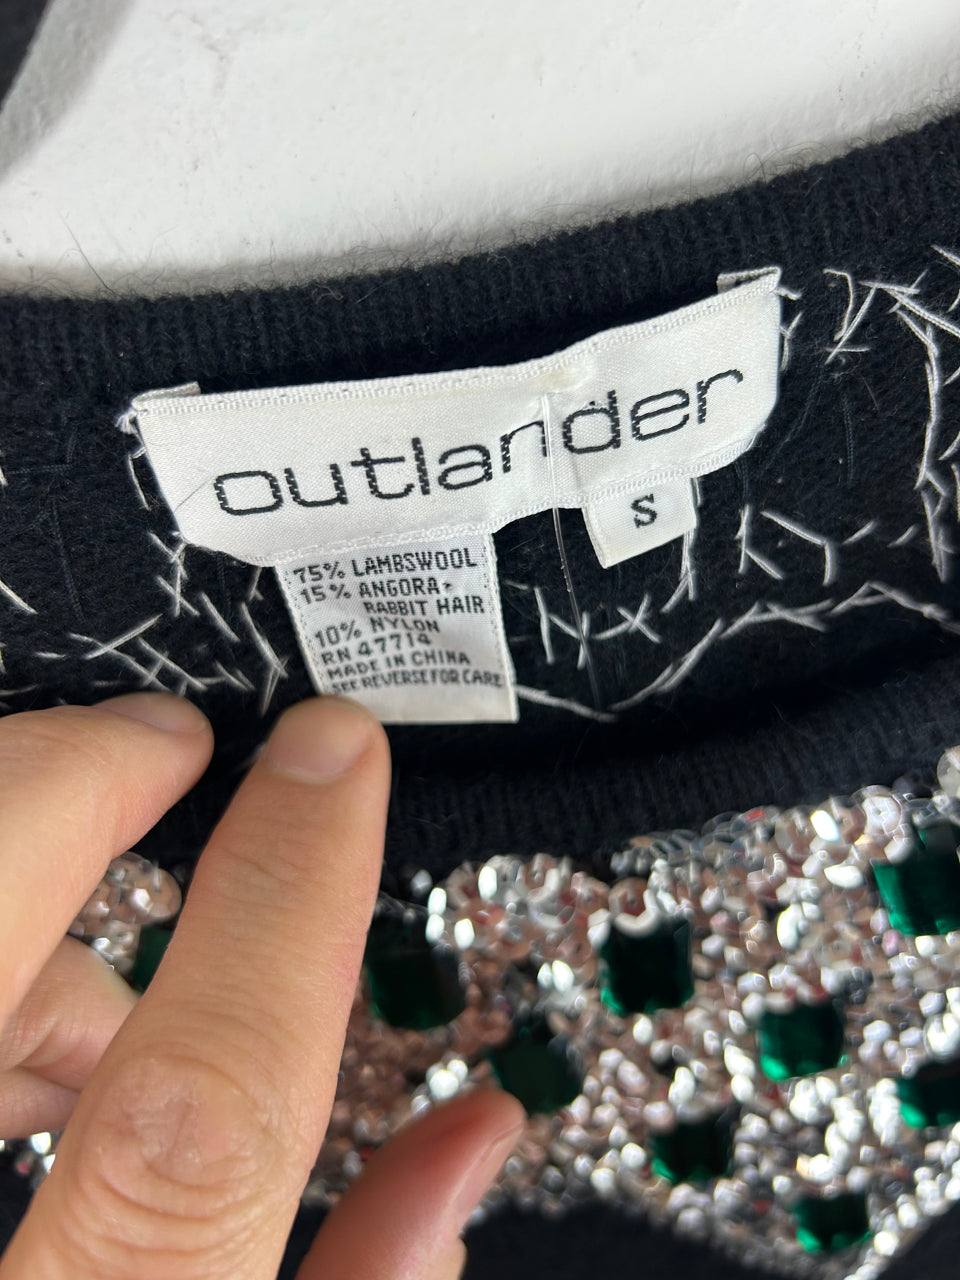 outlander
S
75% LAMBSWOOL
15% ANGORA-
RABBIT HAIR
10% NYLON
RN 47714
MADE IN CHINA
SEE REVERSE FOR CARE